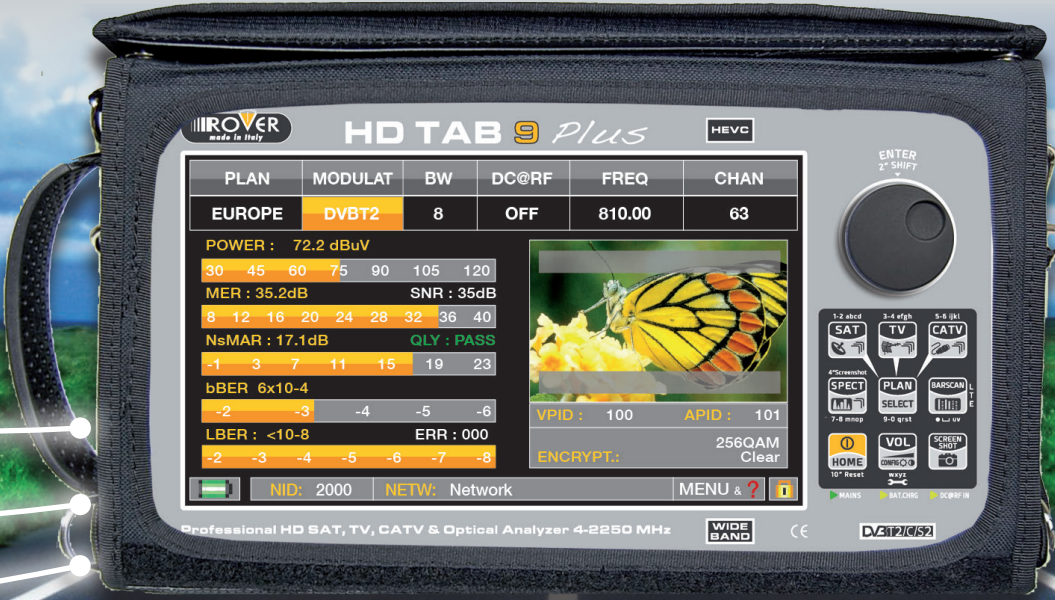 ROVER
made in Italy
HD TAB 9 Plus
HEVC
ENTER
2" SHIFT
PLAN MODULAT BW DC@RF FREQ CHAN
EUROPE DVBT2 8 OFF 810.00 63
POWER : 72.2 dBuV
30 45 60 75 90 105 120
MER : 35.2dB SNR : 35dB
8 12 16 20 24 28 32 36 40
NsMAR : 17.1dB QLY : PASS
-1 3 7 11 15 19 23
bBER 6x10-4
-2 -3 -4 -5 -6
LBER : <10-8 ERR : 000
-2 -3 -4 -5 -6 -7 -8
VPID : 100 APID : 101
256QAM
ENCRYPT.: Clear
NID: 2000 NETW: Network MENU & ?
1-2 abcd 3-4 efgh 5-6 ijkl
SAT TV CATV
4"Screenshot
SPECT PLAN BARSCAN LTE
SELECT
7-8 mnop 9-0 qrst uv
HOME VOL SCREEN SHOT
CONFIG
10" Reset wxyz
MAINS BAT.CHRG DC@RF IN
Professional HD SAT, TV, CATV & Optical Analyzer 4-2250 MHz
WIDE BAND
CE
DVB T2/C/S2